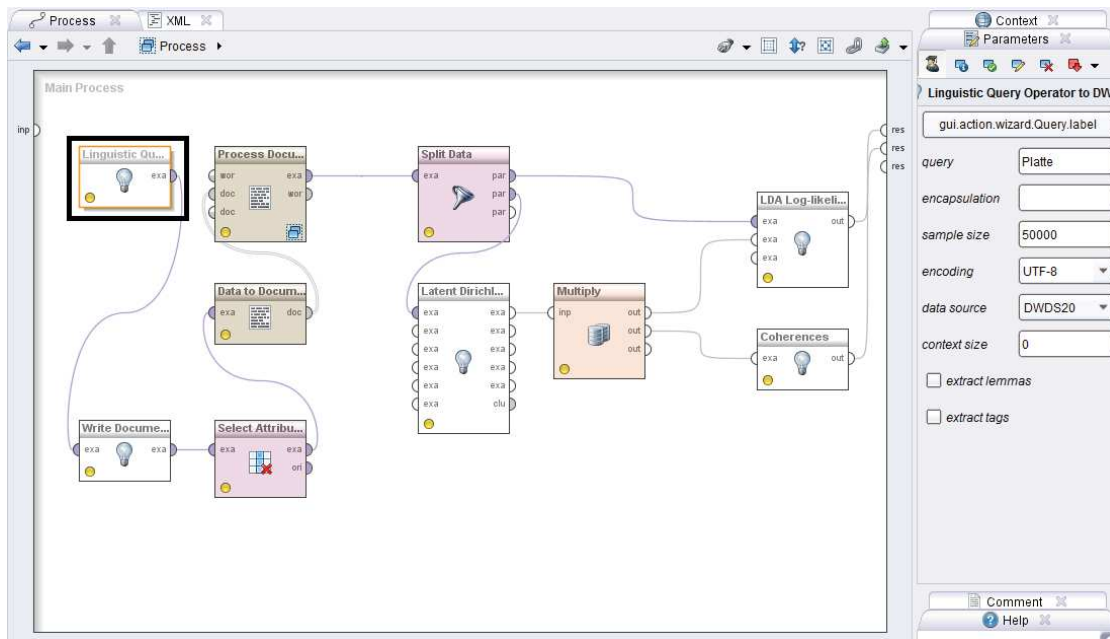 Process
XML
Process
Main Process
inp
Linguistic Qu...
exa
Process Docu...
wor exa
doc wor
doc
Split Data
exa par
par
par
res
res
res
LDA Log-likeli...
exa out
exa
exa
Data to Docum...
exa doc
Latent Dirichl...
exa exa
exa exa
exa exa
exa exa
exa exa
exa clu
Multiply
inp out
out
out
Coherences
exa out
Write Docume...
exa exa
Select Attribu...
exa exa
ori
Context
Parameters
Linguistic Query Operator to DW
gui.action.wizard.Query.label
query Platte
encapsulation
sample size 50000
encoding UTF-8
data source DWDS20
context size 0
extract lemmas
extract tags
Comment
Help